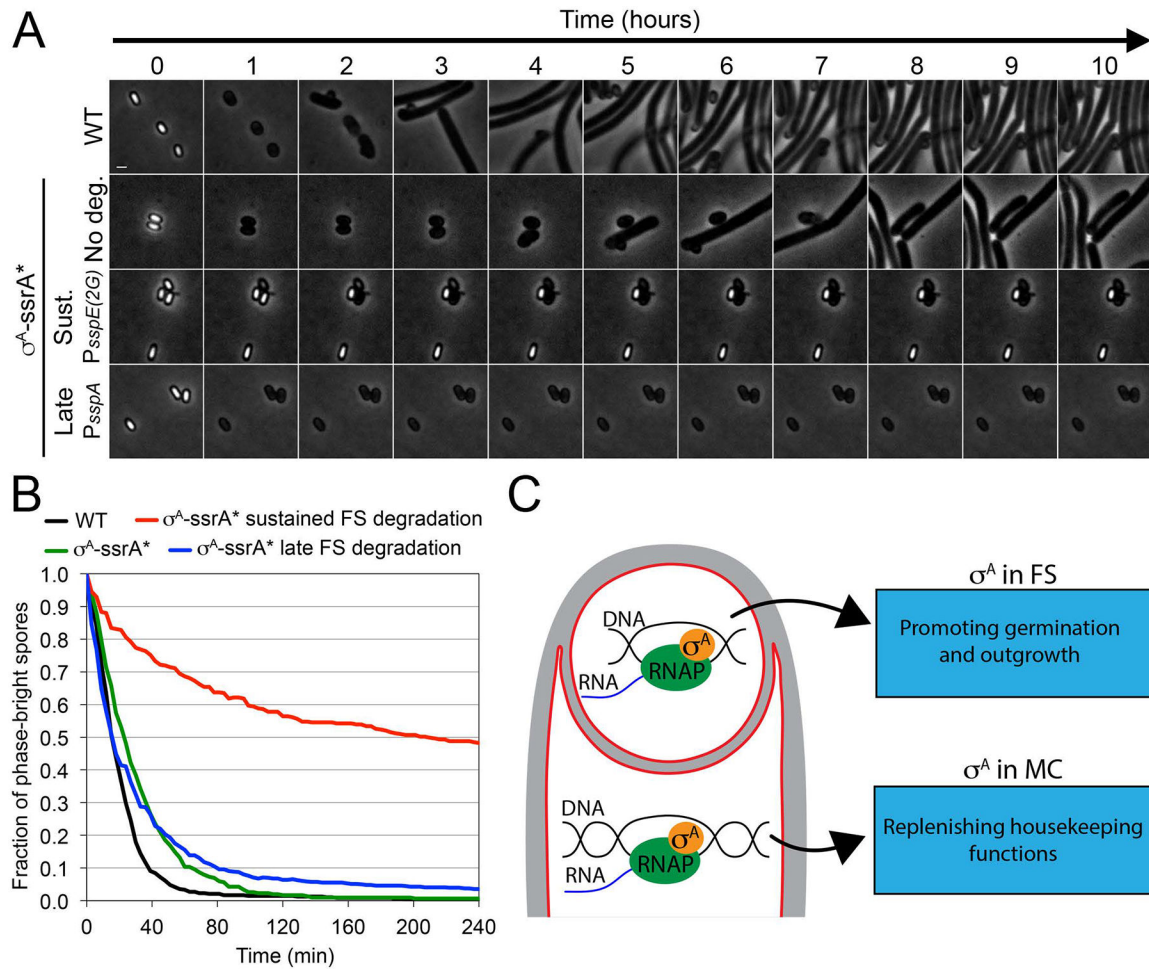 A
Time (hours)
0 1 2 3 4 5 6 7 8 9 10
WT
σᴬ-ssrA*
No deg.
Sust.
PsspE(2G)
Late
PsspA
B
WT
σᴬ-ssrA* sustained FS degradation
σᴬ-ssrA*
σᴬ-ssrA* late FS degradation
Fraction of phase-bright spores
1.0
0.9
0.8
0.7
0.6
0.5
0.4
0.3
0.2
0.1
0.0
0 40 80 120 160 200 240
Time (min)
C
DNA
σᴬ
RNAP
RNA
σᴬ in FS
Promoting germination
and outgrowth
DNA
σᴬ
RNAP
RNA
σᴬ in MC
Replenishing housekeeping
functions